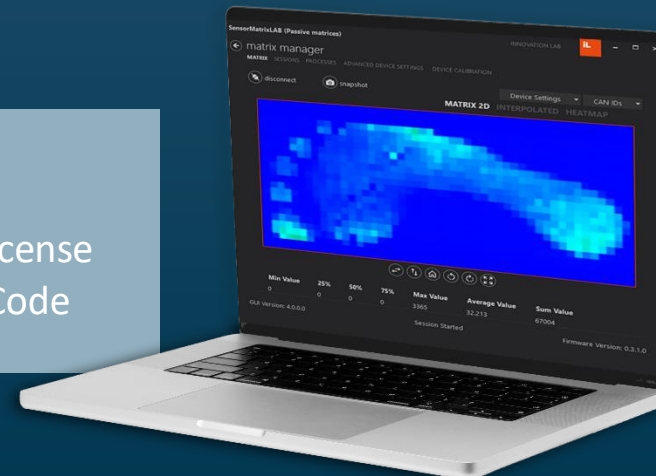 cense
Code
SensorMatrixLAB (Passive matrices)
matrix manager
INNOVATION LAB
iL
MATRIX SESSIONS PROCESSES ADVANCED DEVICE SETTINGS DEVICE CALIBRATION
disconnect snapshot
Device Settings CAN IDs
MATRIX 2D INTERPOLATED HEATMAP
Min Value 25% 50% 75% Max Value Average Value Sum Value
0 0 0 0 3365 32,213 67004
GUI Version: 4.0.0.0 Session Started Firmware Version: 0.3.1.0